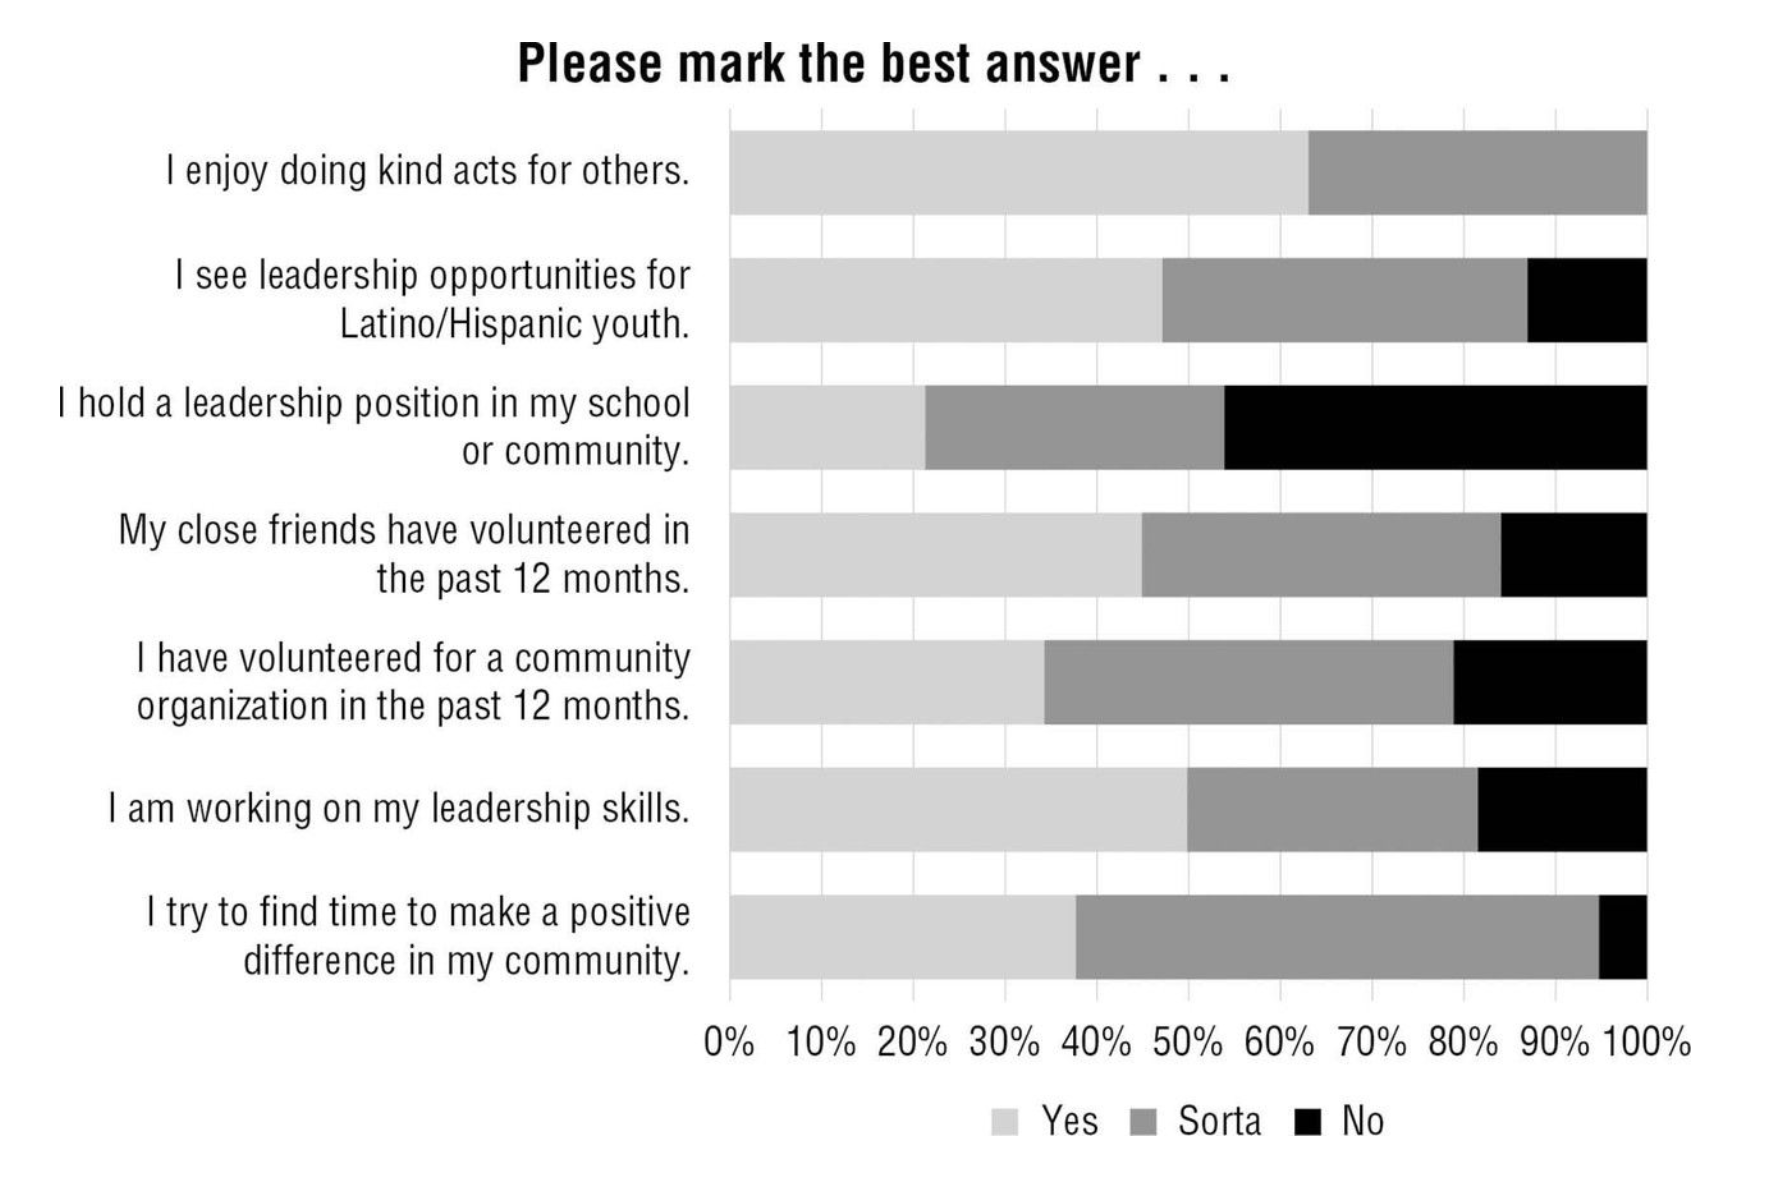 Please mark the best answer . . .
I enjoy doing kind acts for others.
I see leadership opportunities for
Latino/Hispanic youth.
I hold a leadership position in my school
or community.
My close friends have volunteered in
the past 12 months.
I have volunteered for a community
organization in the past 12 months.
I am working on my leadership skills.
I try to find time to make a positive
difference in my community.
0% 10% 20% 30% 40% 50% 60% 70% 80% 90% 100%
Yes Sorta No